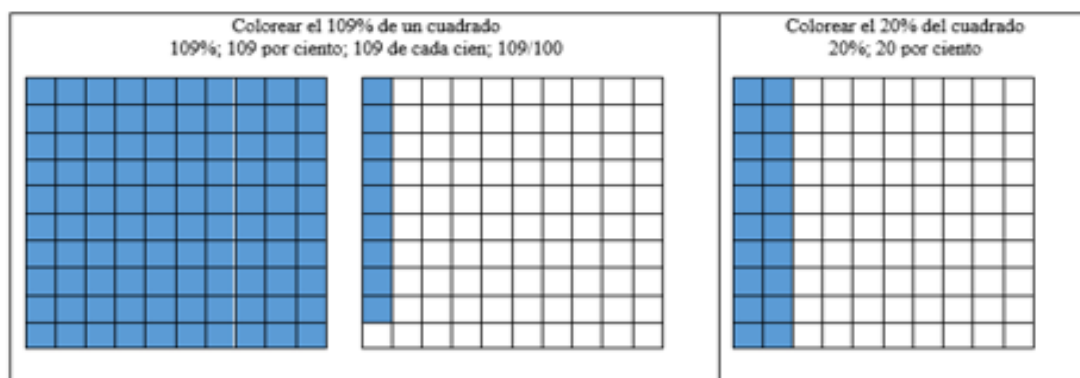 Colorear el 109% de un cuadrado
109%; 109 por ciento; 109 de cada cien; 109/100
Colorear el 20% del cuadrado
20%; 20 por ciento